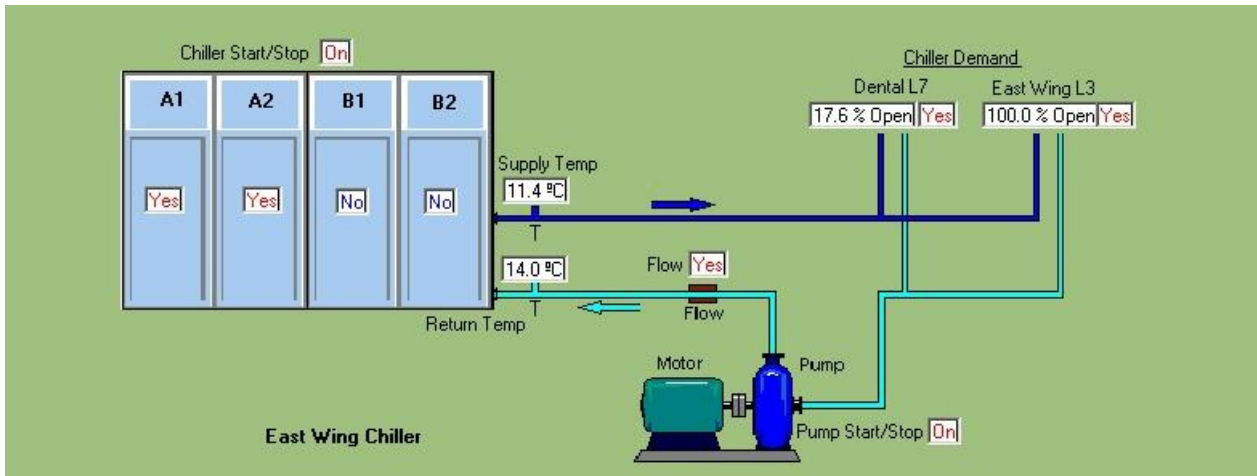 Chiller Start/Stop On
Chiller Demand
Dental L7 East Wing L3
17.6 % Open Yes 100.0 % Open Yes
A1 A2 B1 B2
Supply Temp
Yes Yes No No
11.4 ºC
T
14.0 ºC
Flow Yes
T
Flow
Return Temp
Motor
Pump
East Wing Chiller
Pump Start/Stop On